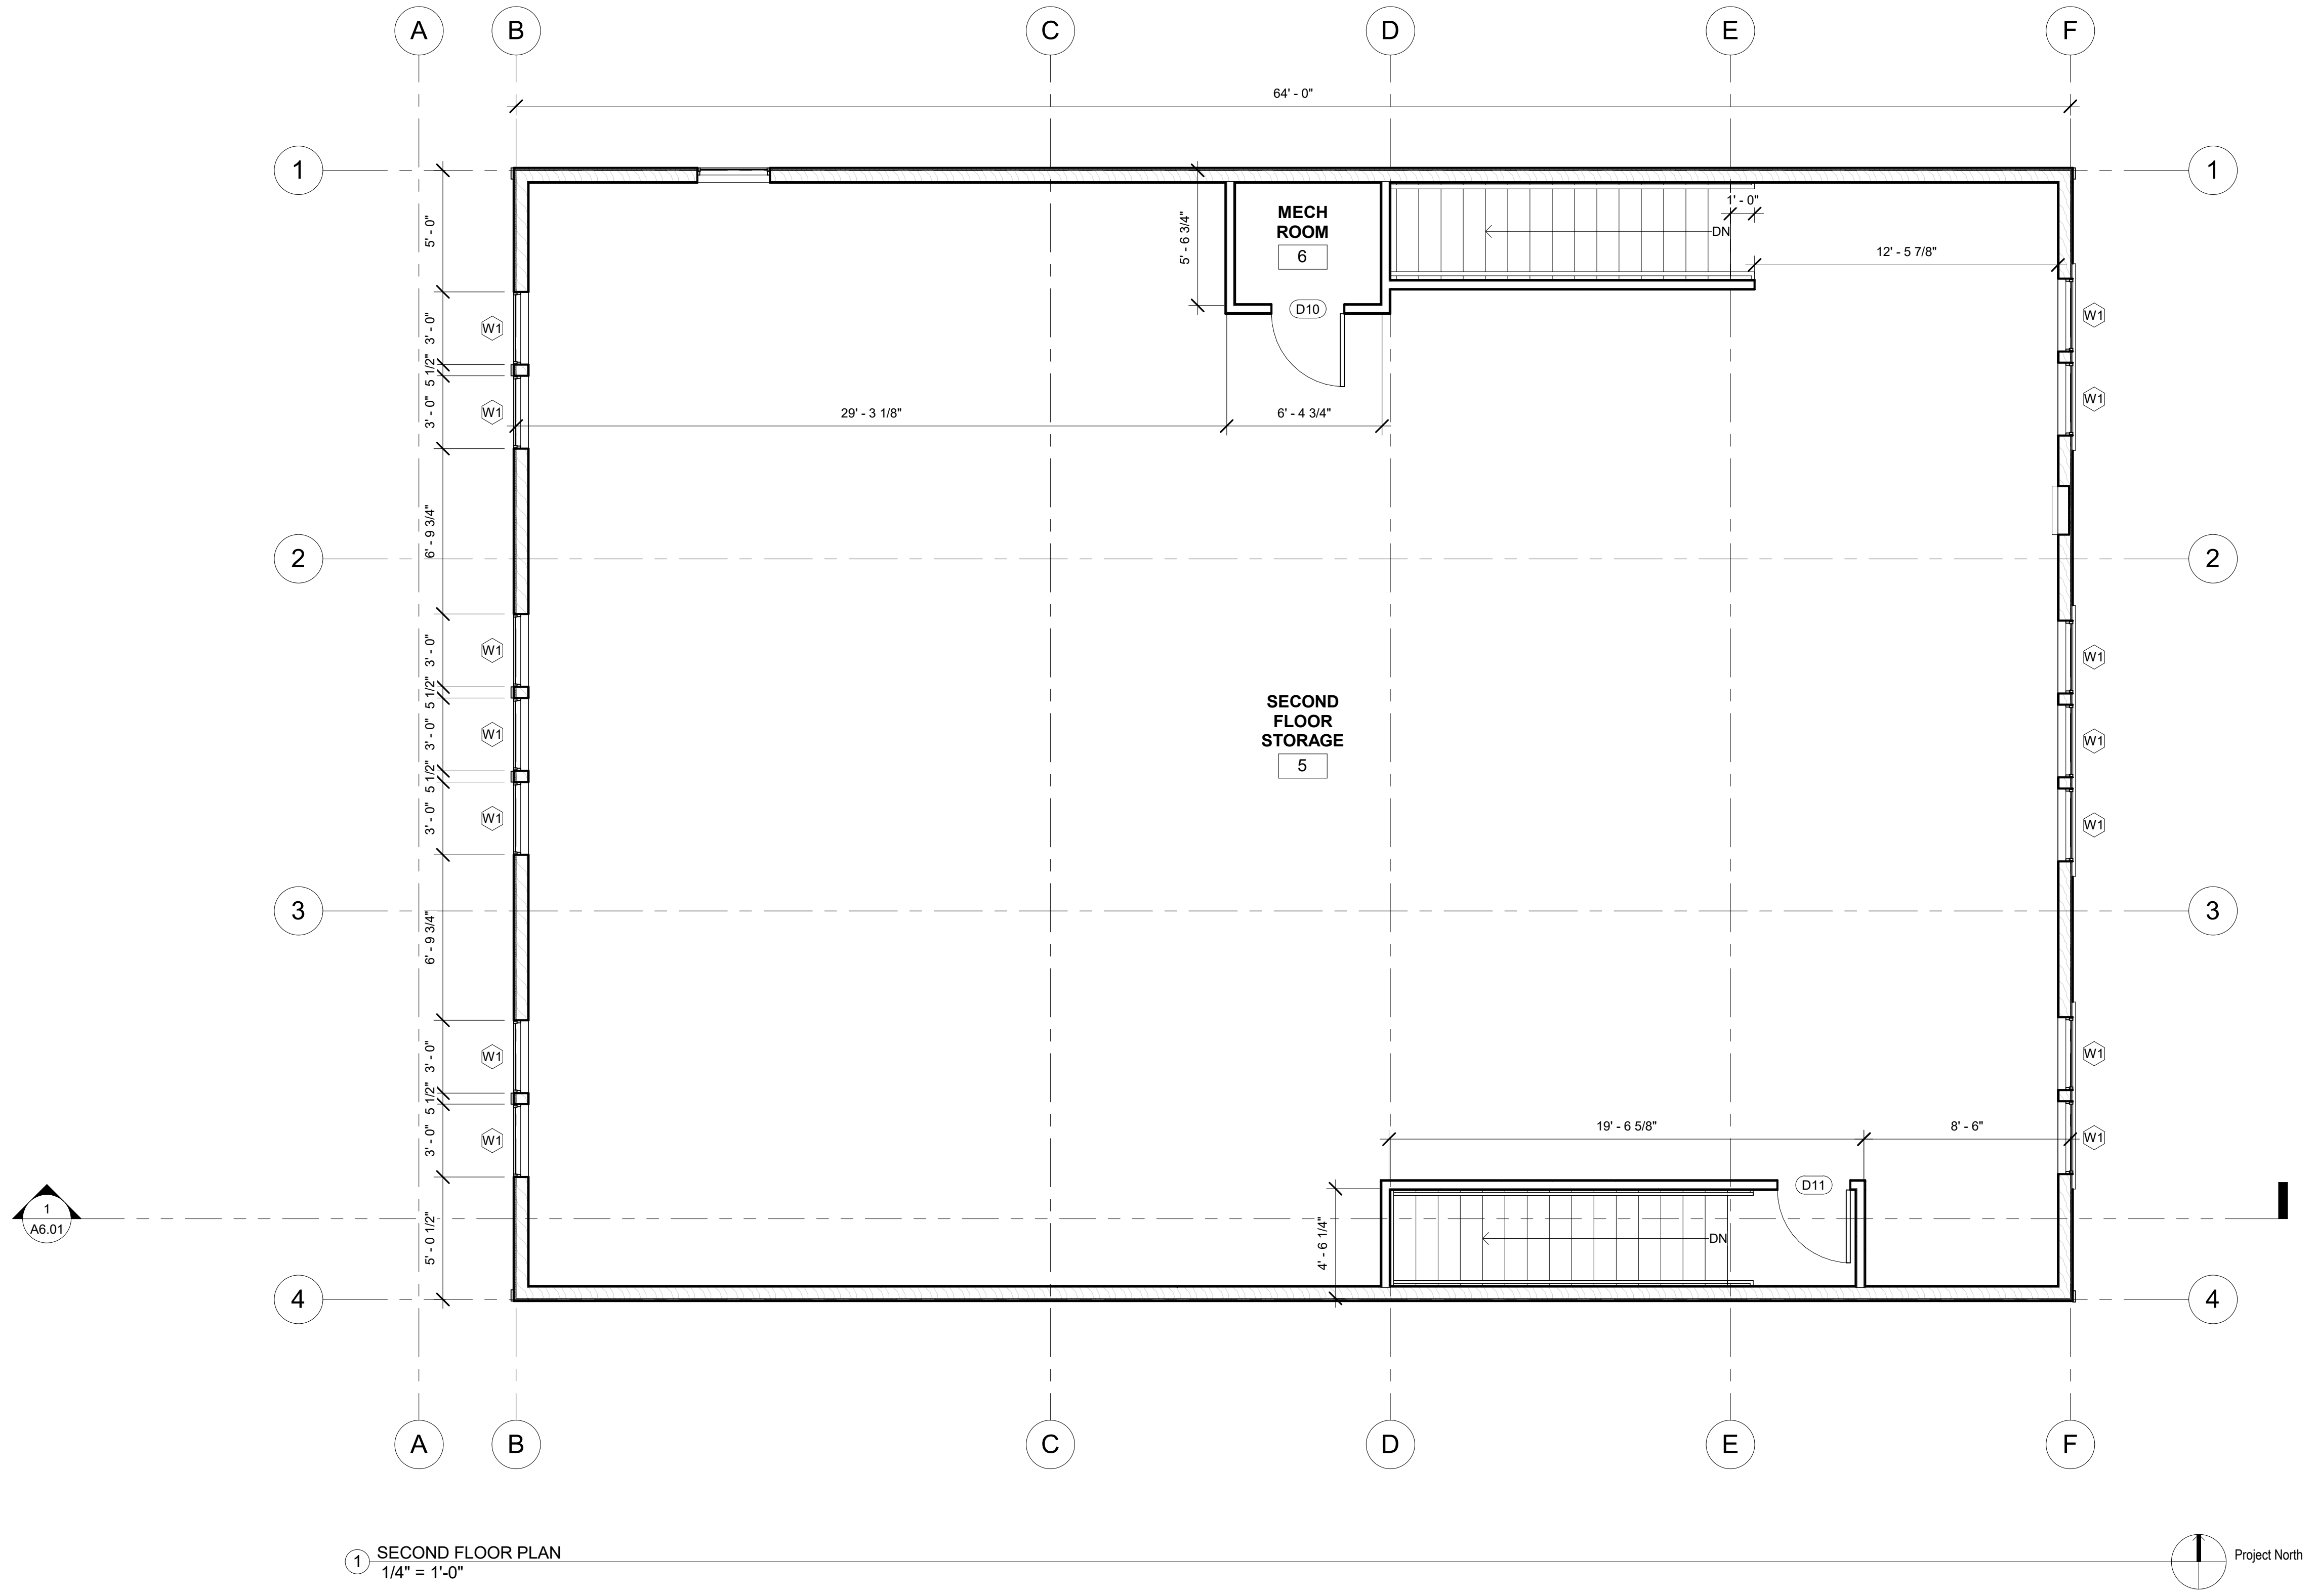 A B C D E F
64' - 0"
1 1
5' - 0"
5' - 6 3/4"
MECH
ROOM
6
1' - 0"
DN
12' - 5 7/8"
D10
3' - 0"
W1 W1
5 1/2"
3' - 0"
W1 W1
29' - 3 1/8"
6' - 4 3/4"
6' - 9 3/4"
2 2
3' - 0"
W1 W1
5 1/2"
SECOND
FLOOR
STORAGE
5
3' - 0"
W1 W1
5 1/2"
3' - 0"
W1 W1
3 3
6' - 9 3/4"
3' - 0"
W1 W1
5 1/2"
3' - 0"
W1 W1
19' - 6 5/8"
8' - 6"
D11
1
A6.01
5' - 0 1/2"
4' - 6 1/4"
DN
4 4
A B C D E F
1 SECOND FLOOR PLAN
1/4" = 1'-0"
Project North